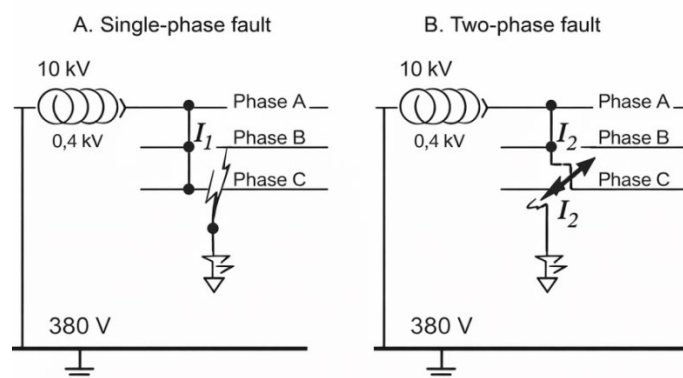 A. Single-phase fault
10 kV
0,4 kV
Phase A
I1
Phase B
Phase C
380 V
B. Two-phase fault
10 kV
0,4 kV
Phase A
I2
Phase B
Phase C
I2
380 V